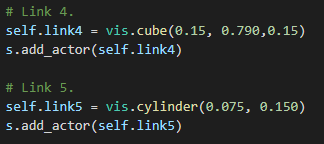 # Link 4.
self.link4 = vis.cube(0.15, 0.790,0.15)
s.add_actor(self.link4)

# Link 5.
self.link5 = vis.cylinder(0.075, 0.150)
s.add_actor(self.link5)